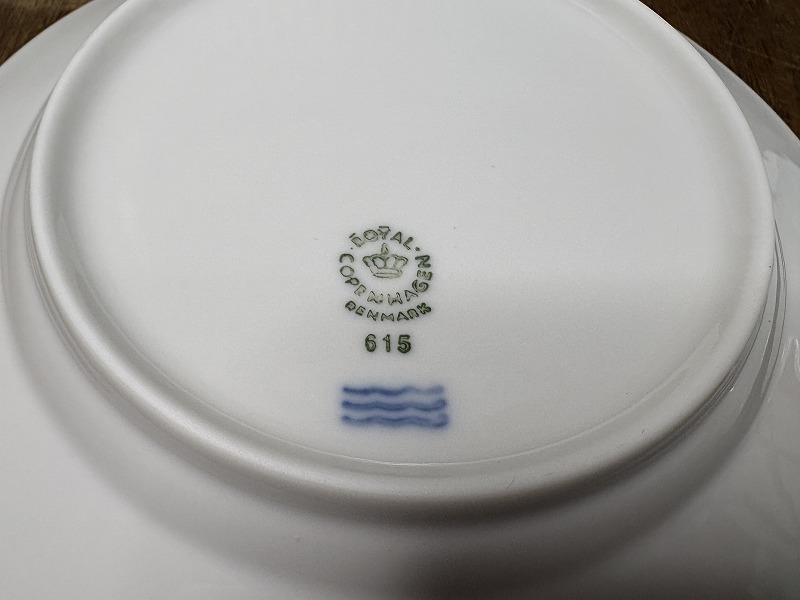 ROYAL
COPENHAGEN
DENMARK
615